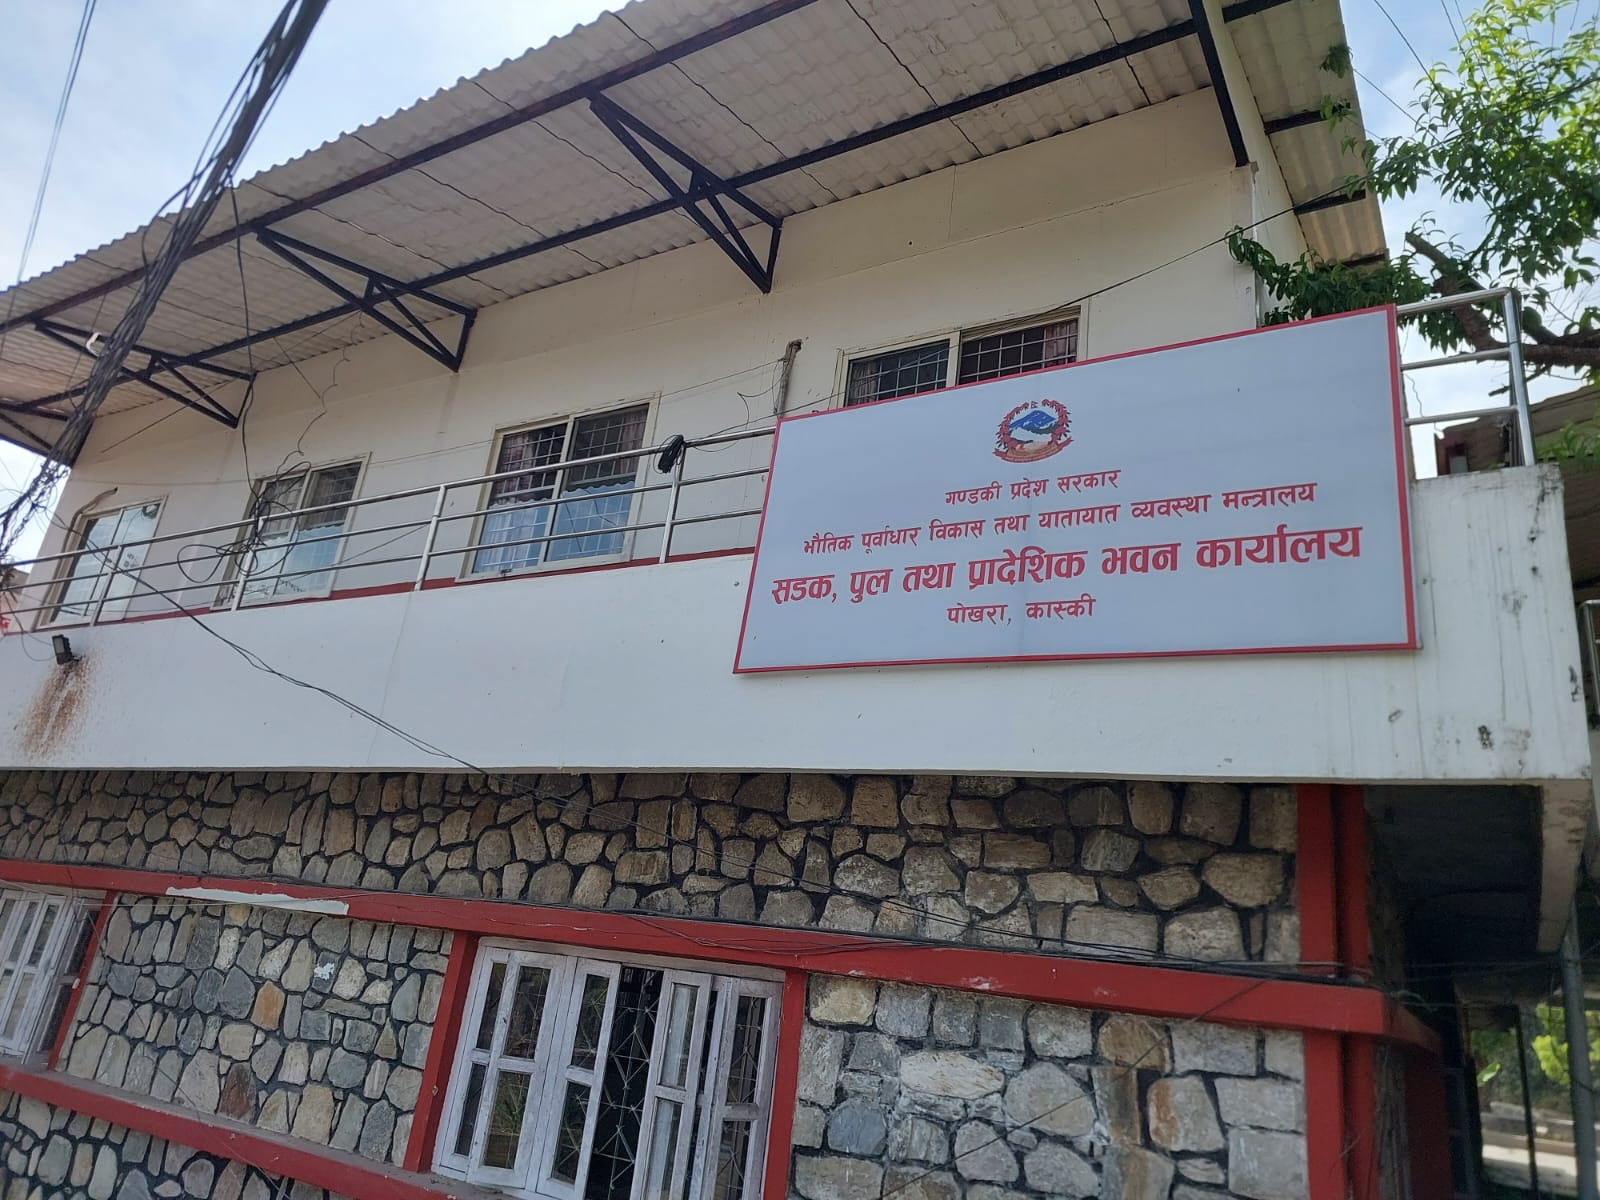 गण्डकी प्रदेश सरकार
भौतिक पूर्वाधार विकास तथा यातायात व्यवस्था मन्त्रालय
सडक, पुल तथा प्रादेशिक भवन कार्यालय
पोखरा, कास्की